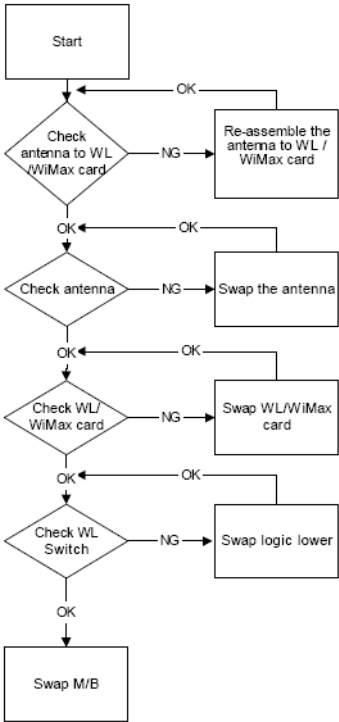 Start
OK
Check
antenna to WL
/WiMax card
NG
Re-assemble the
antenna to WL /
WiMax card
OK
OK
Check antenna
NG
Swap the antenna
OK
OK
Check WL/
WiMax card
NG
Swap WL/WiMax
card
OK
OK
Check WL
Switch
NG
Swap logic lower
OK
Swap M/B